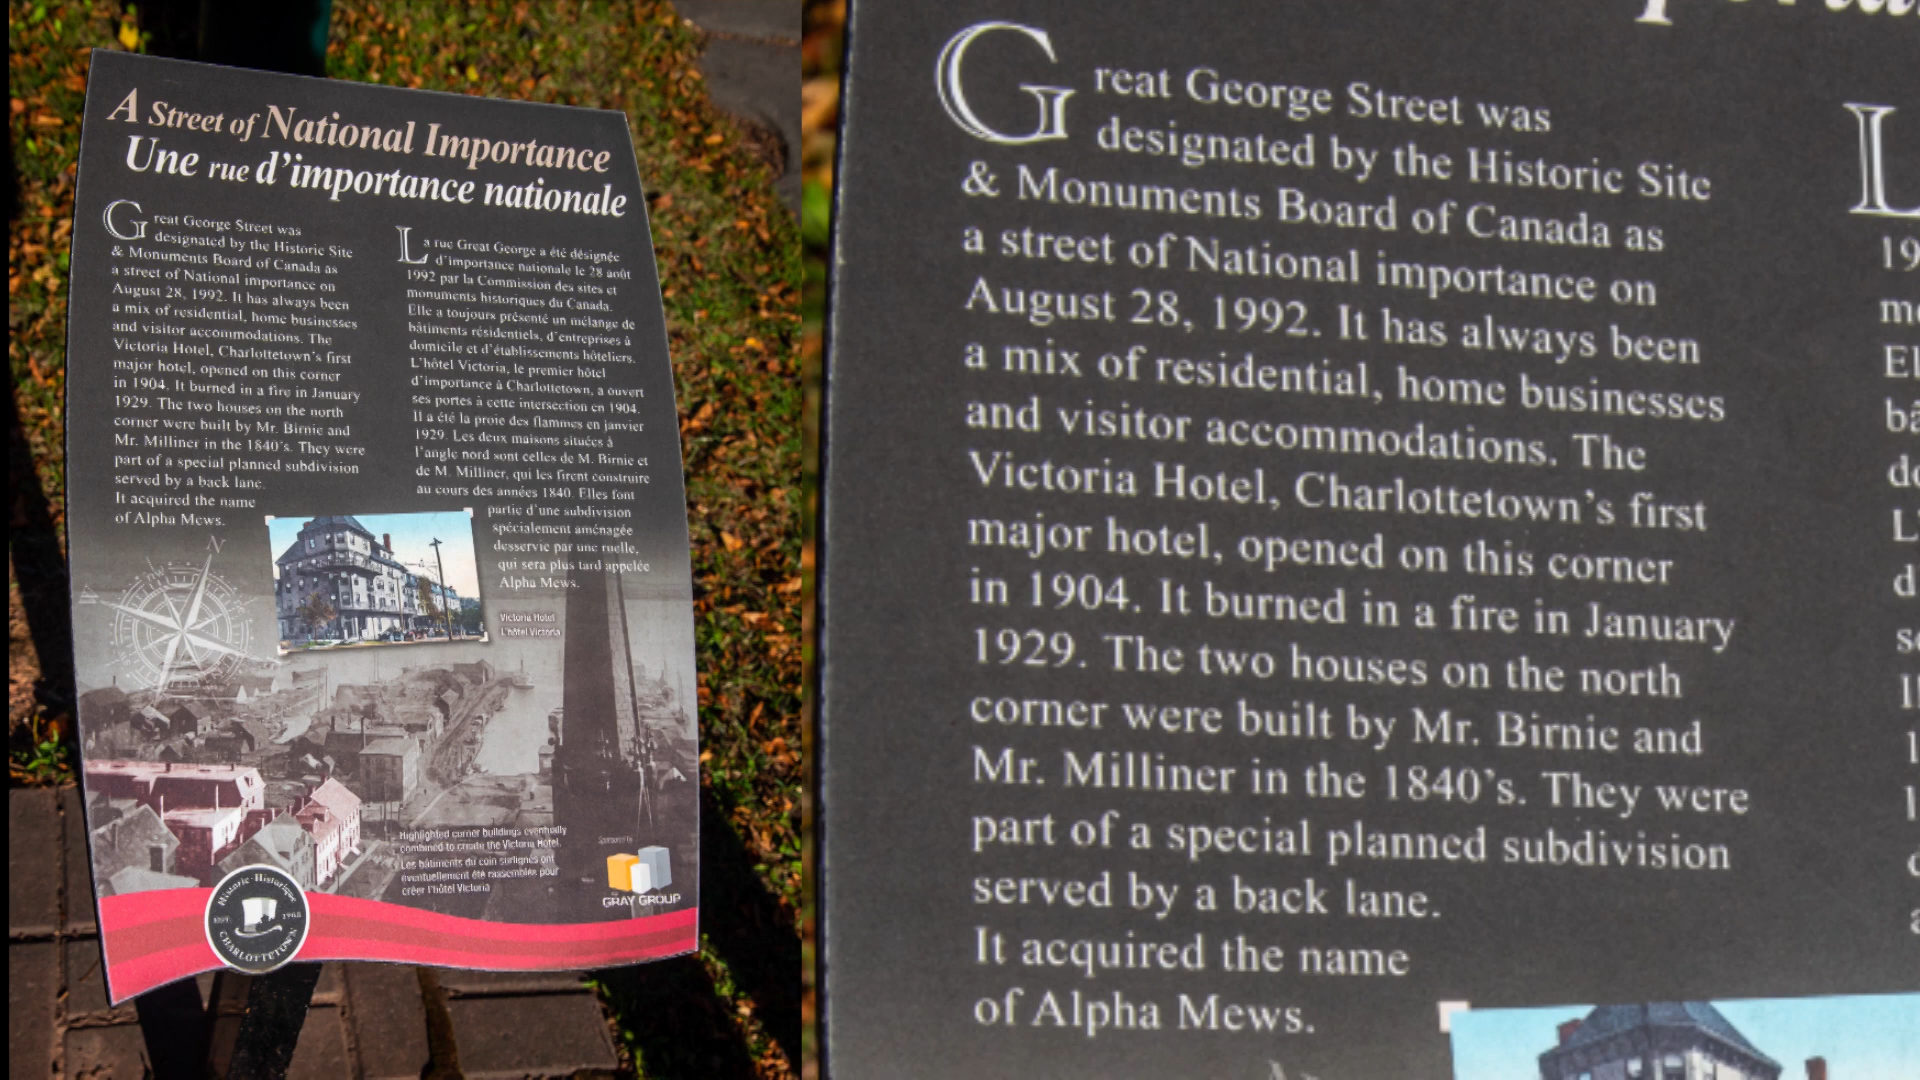 A Street of National Importance
Une rue d'importance nationale
Great George Street was
designated by the Historic Site
& Monuments Board of Canada as
a street of National importance on
August 28, 1992. It has always been
a mix of residential, home businesses
and visitor accommodations. The
Victoria Hotel, Charlottetown's first
major hotel, opened on this corner
in 1904. It burned in a fire in January
1929. The two houses on the north
corner were built by Mr. Birnie and
Mr. Milliner in the 1840's. They were
part of a special planned subdivision
served by a back lane.
It acquired the name
of Alpha Mews.
La rue Great George a été désignée
d'importance nationale le 28 août
1992 par la Commission des sites et
monuments historiques du Canada.
Elle a toujours présenté un mélange de
bâtiments résidentiels, d'entreprises à
domicile et d'établissements hôteliers.
L'hôtel Victoria, le premier hôtel
d'importance à Charlottetown, a ouvert
ses portes à cette intersection en 1904.
Il a été la proie des flammes en janvier
1929. Les deux maisons situées à
l'angle nord sont celles de M. Birnie et
de M. Milliner, qui les firent construire
au cours des années 1840. Elles font
partie d'une subdivision
spécialement aménagée
desservie par une ruelle,
qui sera plus tard appelée
Alpha Mews.
N
Victoria Hotel
L'hôtel Victoria
Highlighted corner buildings eventually
combined to create the Victoria Hotel.
Les bâtiments du coin surlignés ont
éventuellement été rassemblés pour
créer l'hôtel Victoria
Sponsored by
GRAY GROUP
Historic · Historique
CHARLOTTETOWN
Great George Street was
designated by the Historic Site
& Monuments Board of Canada as
a street of National importance on
August 28, 1992. It has always been
a mix of residential, home businesses
and visitor accommodations. The
Victoria Hotel, Charlottetown's first
major hotel, opened on this corner
in 1904. It burned in a fire in January
1929. The two houses on the north
corner were built by Mr. Birnie and
Mr. Milliner in the 1840's. They were
part of a special planned subdivision
served by a back lane.
It acquired the name
of Alpha Mews.